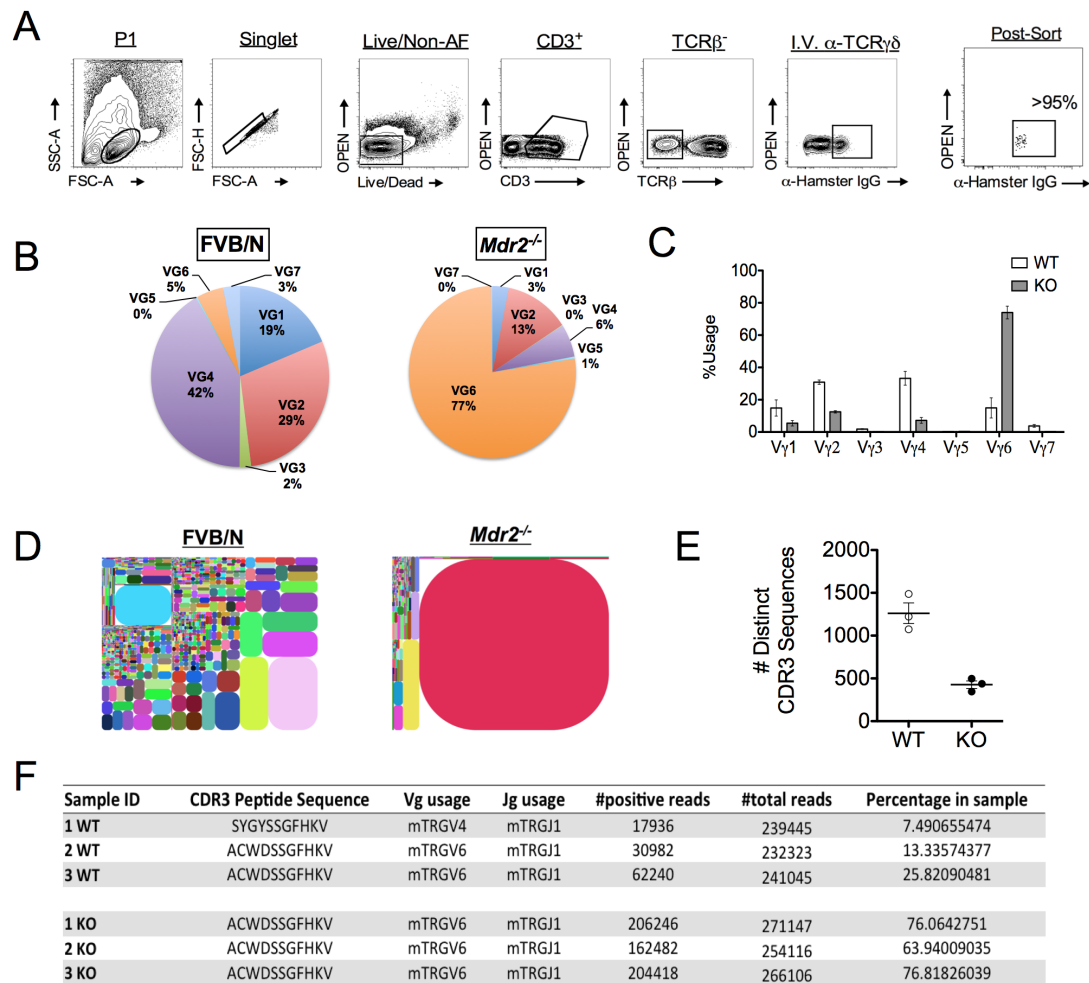 A
P1
Singlet
Live/Non-AF
CD3+
TCRβ-
I.V. α-TCRγδ
Post-Sort
SSC-A
FSC-A
FSC-H
FSC-A
OPEN
Live/Dead
OPEN
CD3
OPEN
TCRβ
OPEN
α-Hamster IgG
OPEN
>95%
α-Hamster IgG
B
FVB/N
VG6
5%
VG7
3%
VG5
0%
VG1
19%
VG4
42%
VG2
29%
VG3
2%
Mdr2-/-
VG7
0%
VG1
3%
VG2
13%
VG3
0%
VG4
6%
VG5
1%
VG6
77%
C
WT
KO
%Usage
100
80
60
40
20
0
Vγ1 Vγ2 Vγ3 Vγ4 Vγ5 Vγ6 Vγ7
D
FVB/N
Mdr2-/-
E
# Distinct
CDR3 Sequences
2000
1500
1000
500
0
WT KO
F
Sample ID CDR3 Peptide Sequence Vg usage Jg usage #positive reads #total reads Percentage in sample
1 WT SYGYSSGFHKV mTRGV4 mTRGJ1 17936 239445 7.490655474
2 WT ACWDSSGFHKV mTRGV6 mTRGJ1 30982 232323 13.33574377
3 WT ACWDSSGFHKV mTRGV6 mTRGJ1 62240 241045 25.82090481
1 KO ACWDSSGFHKV mTRGV6 mTRGJ1 206246 271147 76.0642751
2 KO ACWDSSGFHKV mTRGV6 mTRGJ1 162482 254116 63.94009035
3 KO ACWDSSGFHKV mTRGV6 mTRGJ1 204418 266106 76.81826039